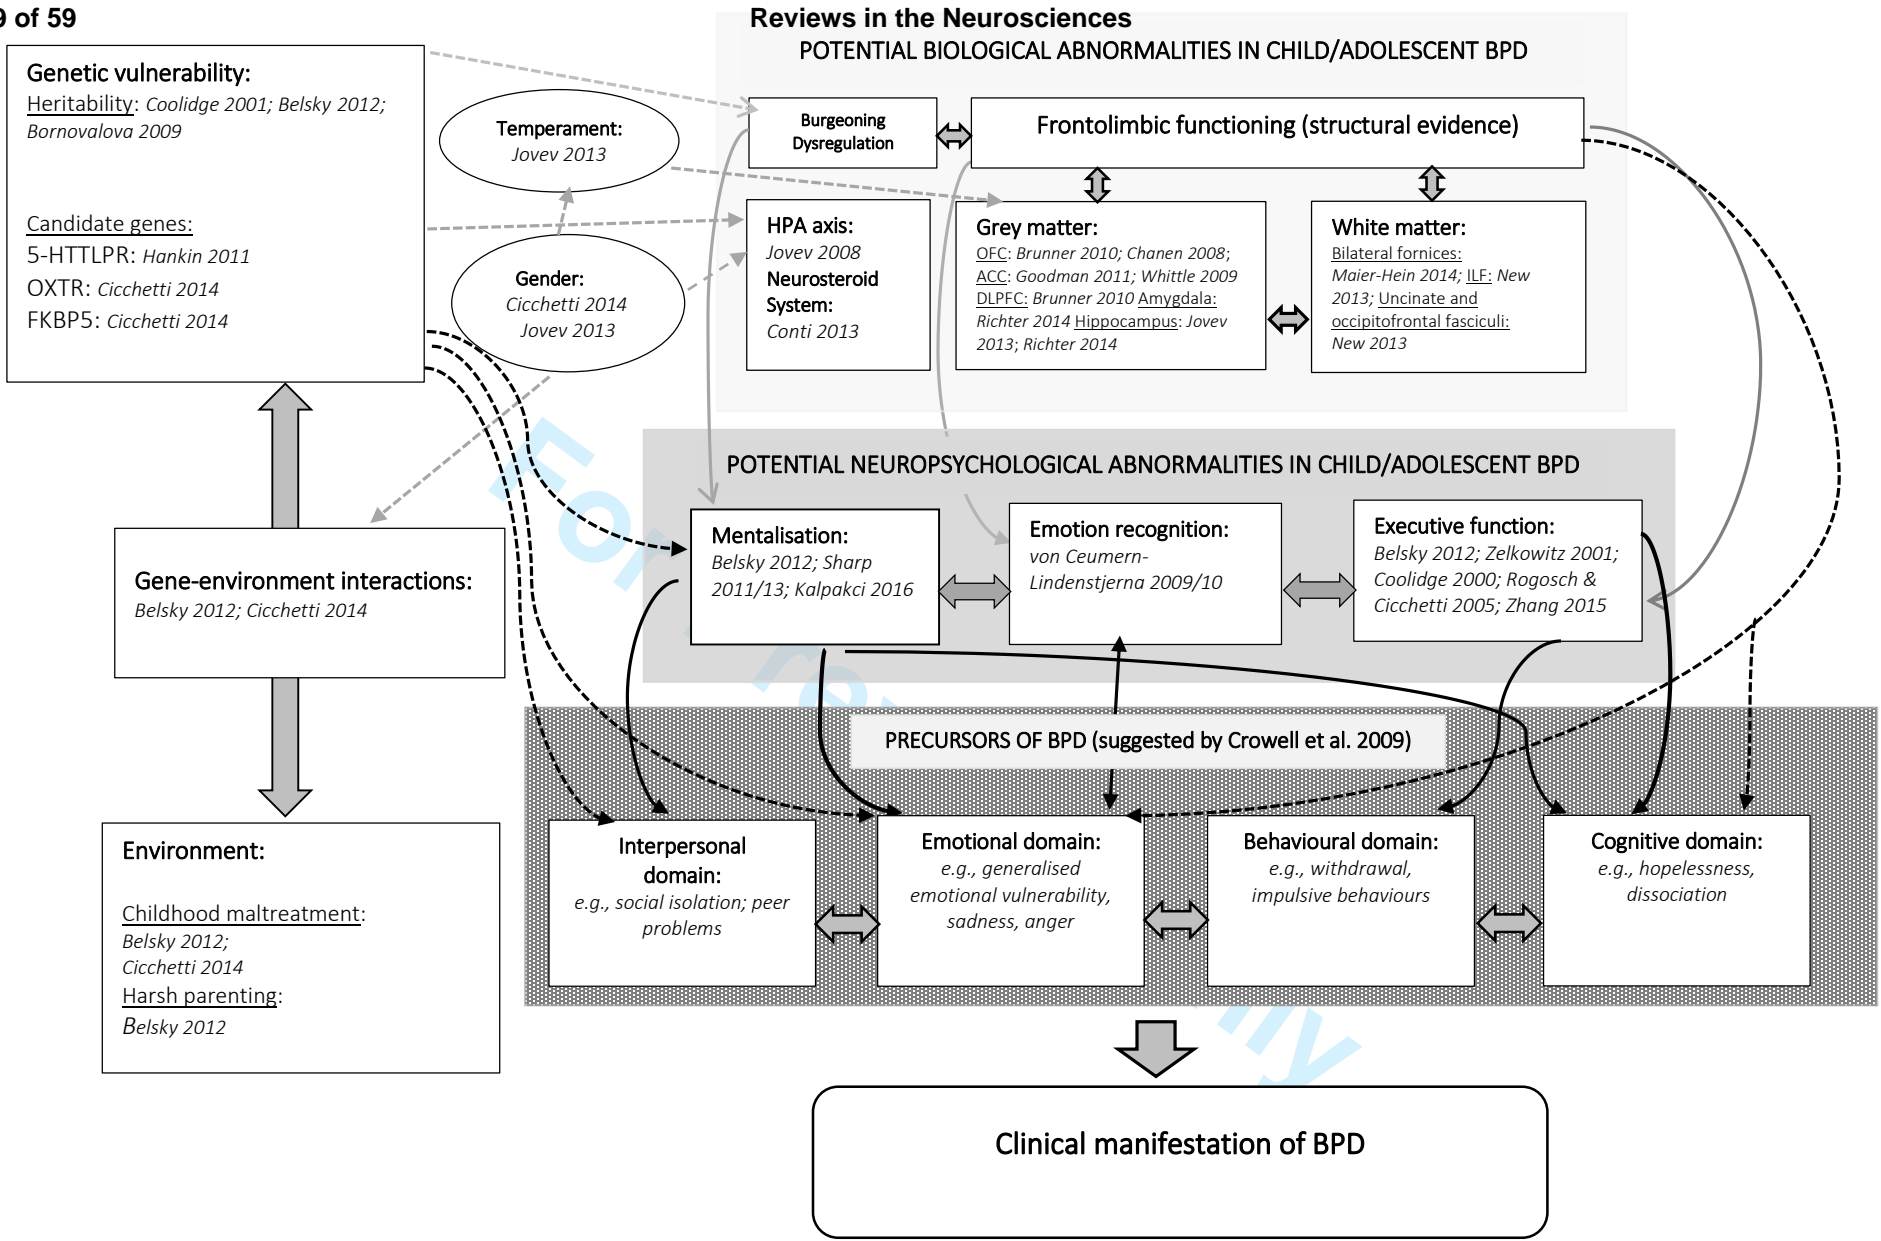 9 of 59
Reviews in the Neurosciences
POTENTIAL BIOLOGICAL ABNORMALITIES IN CHILD/ADOLESCENT BPD
Genetic vulnerability:
Heritability: Coolidge 2001; Belsky 2012;
Bornovalova 2009
Candidate genes:
5-HTTLPR: Hankin 2011
OXTR: Cicchetti 2014
FKBP5: Cicchetti 2014
Temperament:
Jovev 2013
Gender:
Cicchetti 2014
Jovev 2013
Burgeoning
Dysregulation
Frontolimbic functioning (structural evidence)
HPA axis:
Jovev 2008
Neurosteroid
System:
Conti 2013
Grey matter:
OFC: Brunner 2010; Chanen 2008;
ACC: Goodman 2011; Whittle 2009
DLPFC: Brunner 2010 Amygdala:
Richter 2014 Hippocampus: Jovev
2013; Richter 2014
White matter:
Bilateral fornices:
Maier-Hein 2014; ILF: New
2013; Uncinate and
occipitofrontal fasciculi:
New 2013
POTENTIAL NEUROPSYCHOLOGICAL ABNORMALITIES IN CHILD/ADOLESCENT BPD
Mentalisation:
Belsky 2012; Sharp
2011/13; Kalpakci 2016
Emotion recognition:
von Ceumern-
Lindenstjerna 2009/10
Executive function:
Belsky 2012; Zelkowitz 2001;
Coolidge 2000; Rogosch &
Cicchetti 2005; Zhang 2015
Gene-environment interactions:
Belsky 2012; Cicchetti 2014
Environment:
Childhood maltreatment:
Belsky 2012;
Cicchetti 2014
Harsh parenting:
Belsky 2012
PRECURSORS OF BPD (suggested by Crowell et al. 2009)
Interpersonal
domain:
e.g., social isolation; peer
problems
Emotional domain:
e.g., generalised
emotional vulnerability,
sadness, anger
Behavioural domain:
e.g., withdrawal,
impulsive behaviours
Cognitive domain:
e.g., hopelessness,
dissociation
Clinical manifestation of BPD
For